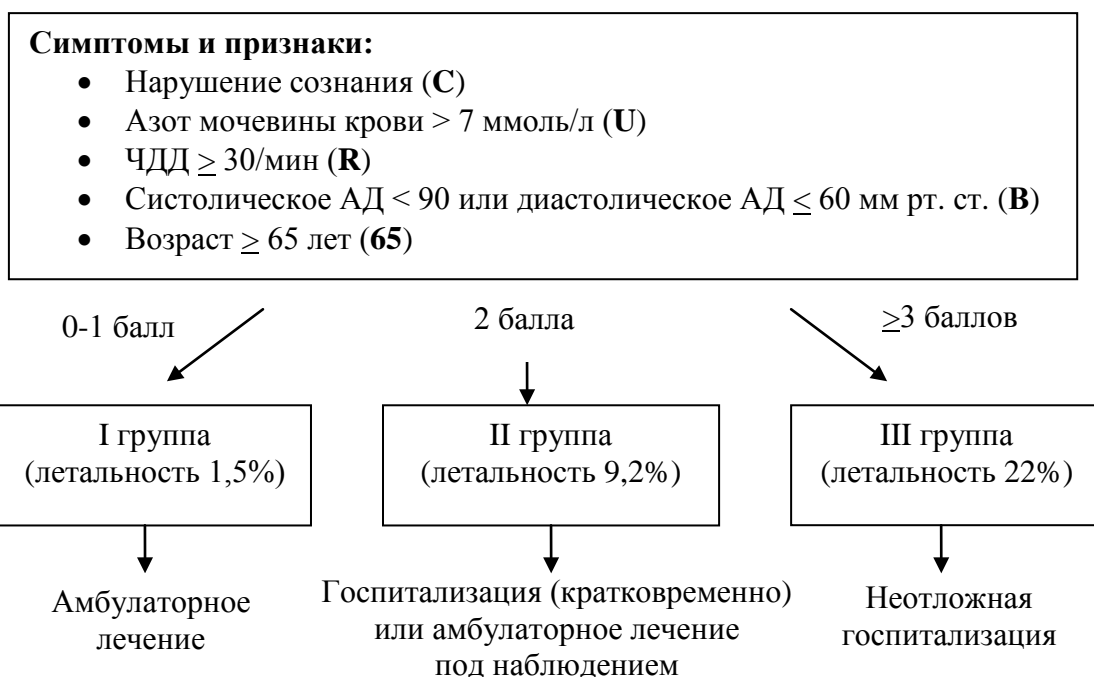 Симптомы и признаки:
• Нарушение сознания (C)
• Азот мочевины крови > 7 ммоль/л (U)
• ЧДД ≥ 30/мин (R)
• Систолическое АД < 90 или диастолическое АД ≤ 60 мм рт. ст. (B)
• Возраст ≥ 65 лет (65)
0-1 балл
2 балла
≥3 баллов
I группа
(летальность 1,5%)
II группа
(летальность 9,2%)
III группа
(летальность 22%)
Амбулаторное
лечение
Госпитализация (кратковременно)
или амбулаторное лечение
под наблюдением
Неотложная
госпитализация